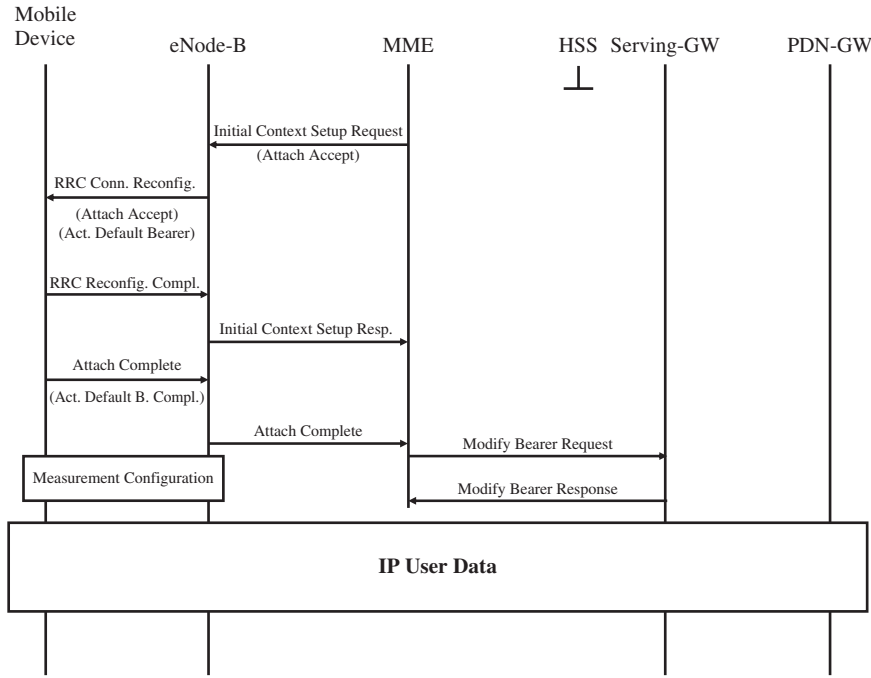 Mobile
Device
eNode-B
MME
HSS
Serving-GW
PDN-GW
Initial Context Setup Request
(Attach Accept)
RRC Conn. Reconfig.
(Attach Accept)
(Act. Default Bearer)
RRC Reconfig. Compl.
Initial Context Setup Resp.
Attach Complete
(Act. Default B. Compl.)
Attach Complete
Modify Bearer Request
Measurement Configuration
Modify Bearer Response
IP User Data